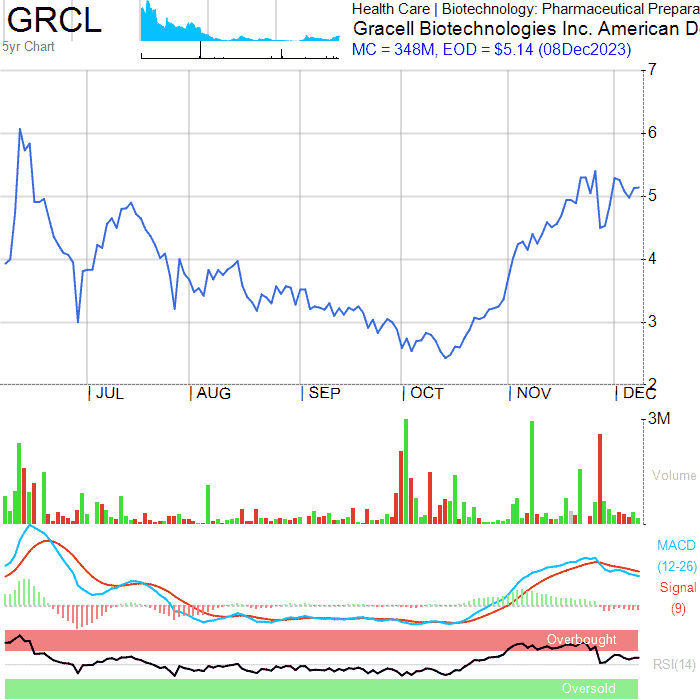 GRCL
5yr Chart
Health Care | Biotechnology: Pharmaceutical Prepara
Gracell Biotechnologies Inc. American D
MC = 348M, EOD = $5.14 (08Dec2023)
7
6
5
4
3
2
JUL
AUG
SEP
OCT
NOV
DEC
3M
Volume
MACD
(12-26)
Signal
(9)
Overbought
RSI(14)
Oversold